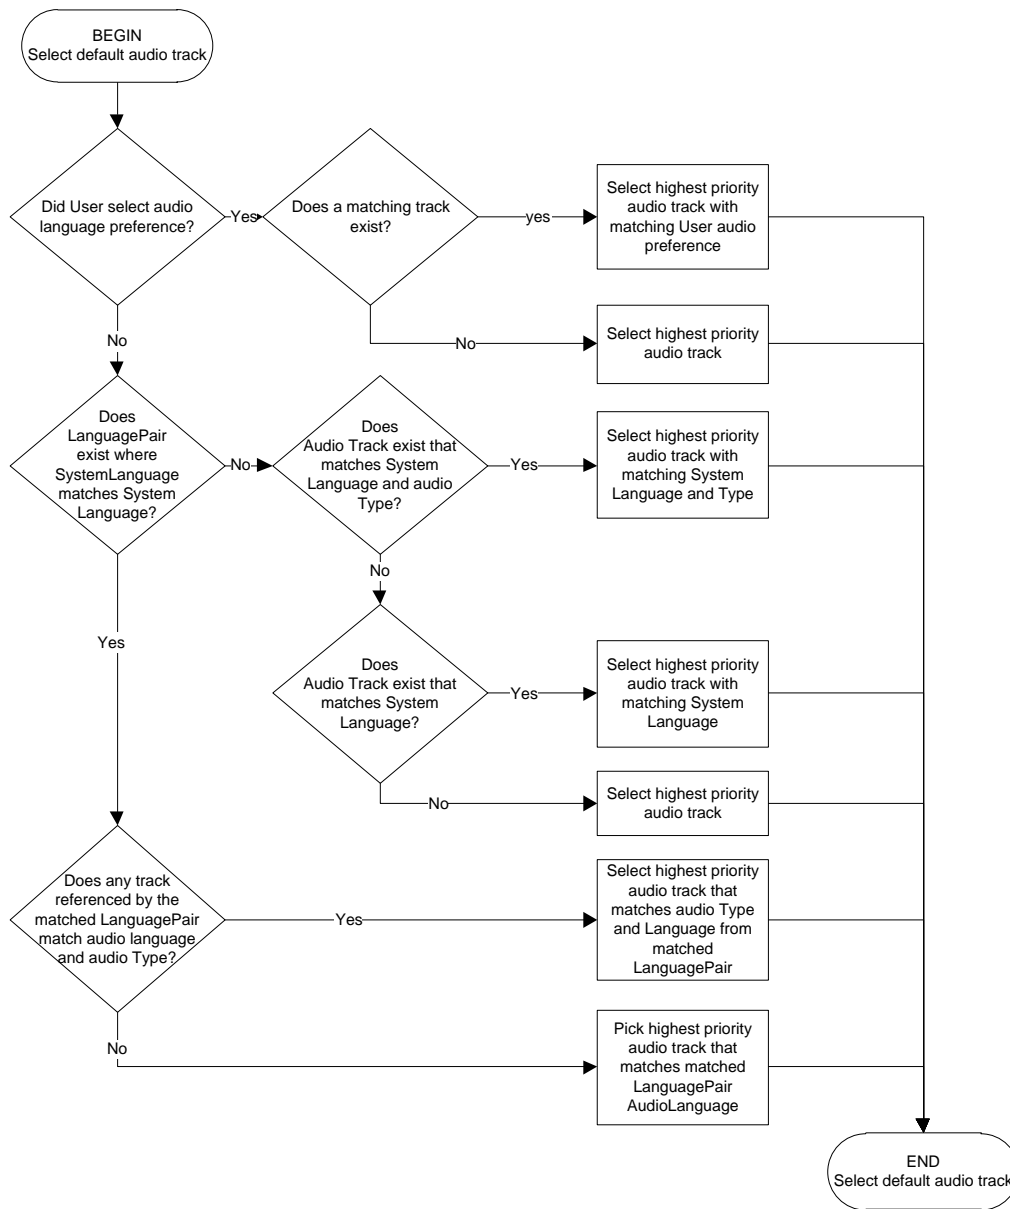 BEGIN
Select default audio track
Did User select audio
language preference?
Yes
Does a matching track
exist?
yes
Select highest priority
audio track with
matching User audio
preference
No
Select highest priority
audio track
No
Does
LanguagePair
exist where
SystemLanguage
matches System
Language?
No
Does
Audio Track exist that
matches System
Language and audio
Type?
Yes
Select highest priority
audio track with
matching System
Language and Type
No
Yes
Does
Audio Track exist that
matches System
Language?
Yes
Select highest priority
audio track with
matching System
Language
No
Select highest priority
audio track
Does any track
referenced by the
matched LanguagePair
match audio language
and audio Type?
Yes
Select highest priority
audio track that
matches audio Type
and Language from
matched
LanguagePair
No
Pick highest priority
audio track that
matches matched
LanguagePair
AudioLanguage
END
Select default audio track